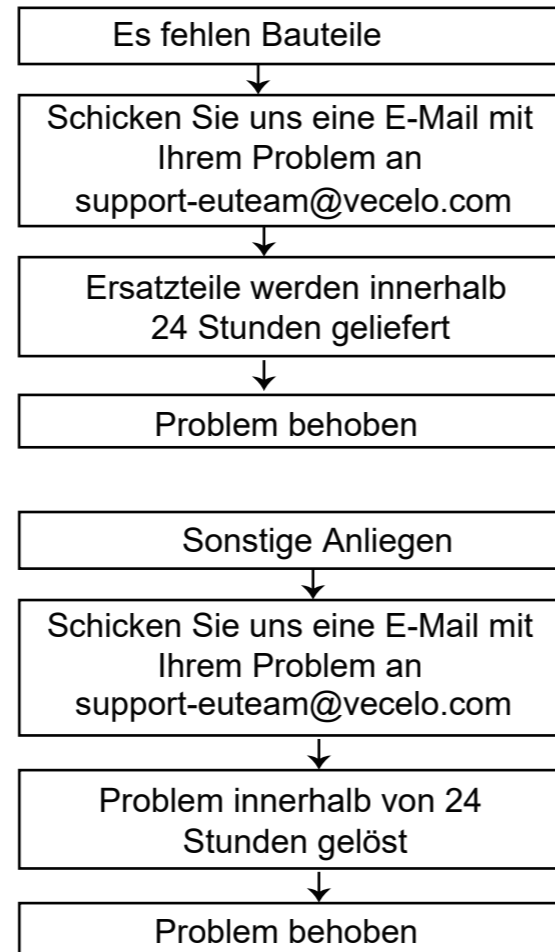 Es fehlen Bauteile
Schicken Sie uns eine E-Mail mit
Ihrem Problem an
support-euteam@vecelo.com
Ersatzteile werden innerhalb
24 Stunden geliefert
Problem behoben
Sonstige Anliegen
Schicken Sie uns eine E-Mail mit
Ihrem Problem an
support-euteam@vecelo.com
Problem innerhalb von 24
Stunden gelöst
Problem behoben